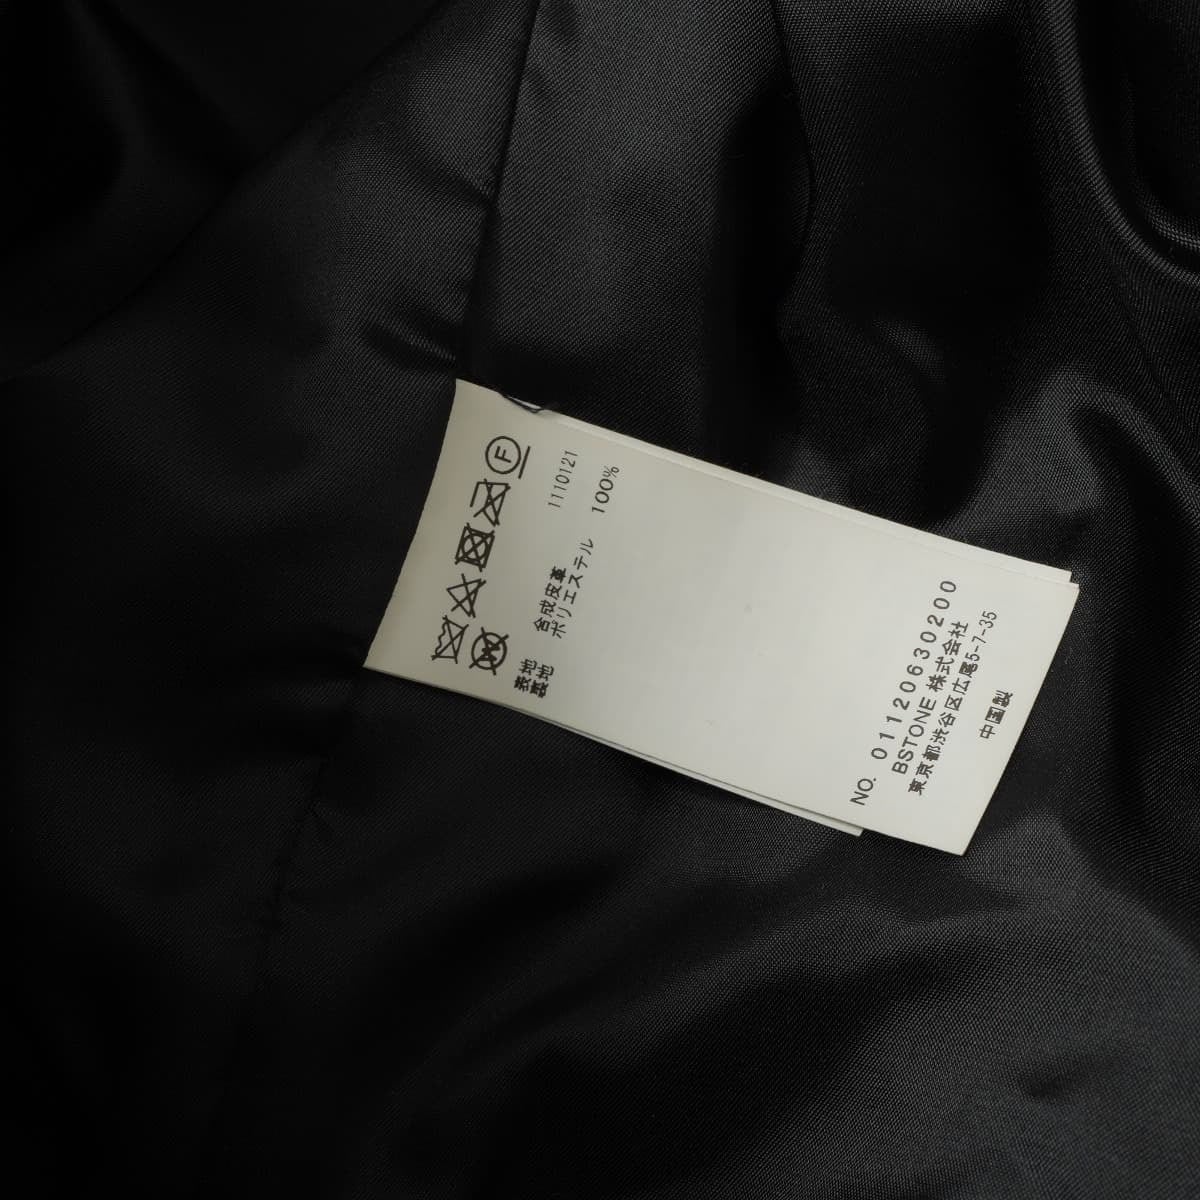 Ⓕ
1110121
表地 合成皮革
裏地 ポリエステル 100%
NO. 01120630200
BSTONE 株式会社
東京都渋谷区広尾5-7-35
中国製